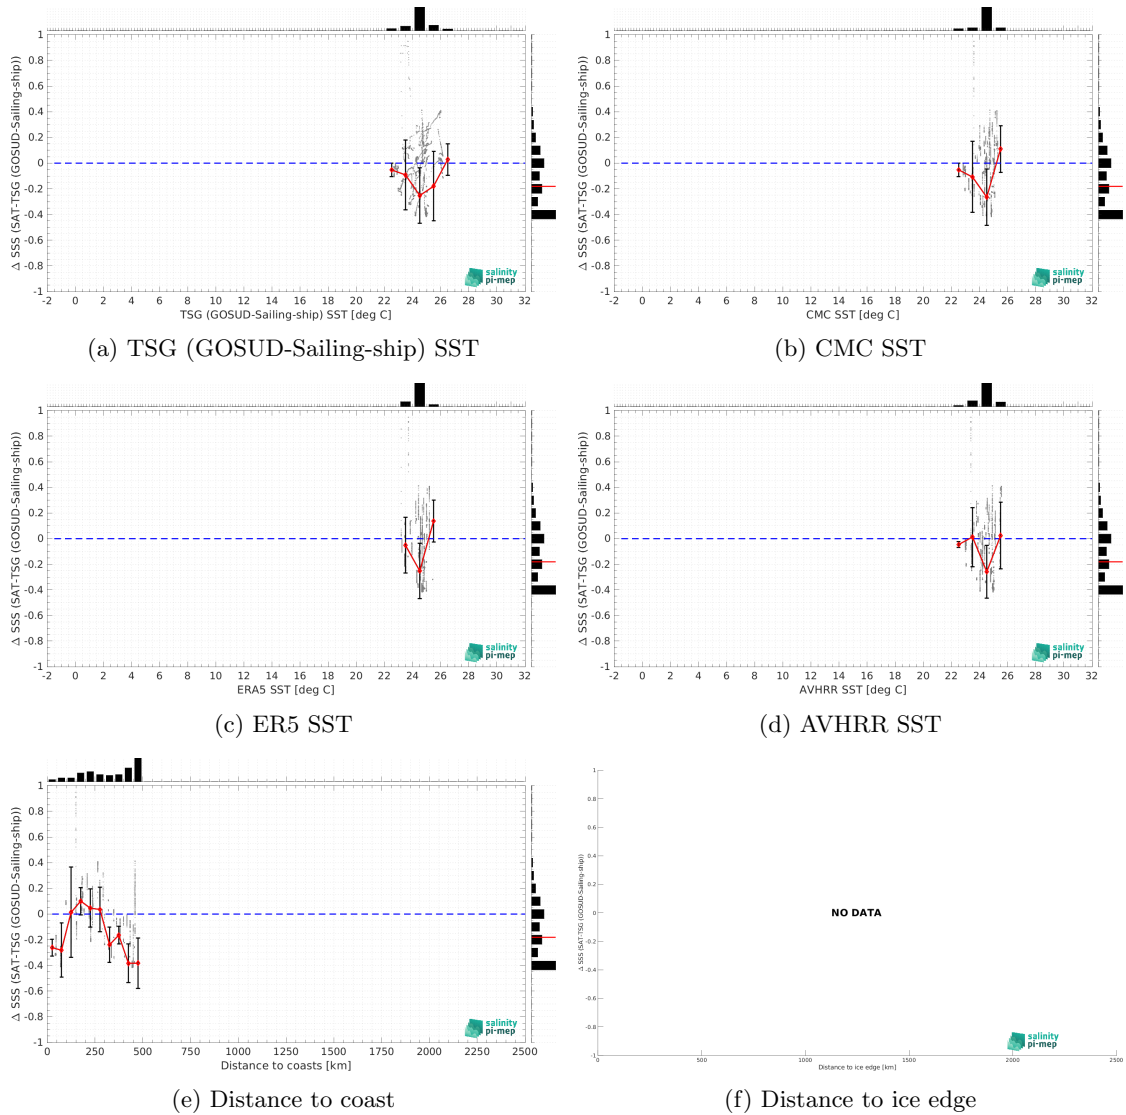 1
0.8
0.6
0.4
0.2
0
-0.2
-0.4
-0.6
-0.8
-1
Δ SSS (SAT-TSG (GOSUD-Sailing-ship))
salinity
pi-mep
-2 0 2 4 6 8 10 12 14 16 18 20 22 24 26 28 30 32
TSG (GOSUD-Sailing-ship) SST [deg C]
(a) TSG (GOSUD-Sailing-ship) SST
1
0.8
0.6
0.4
0.2
0
-0.2
-0.4
-0.6
-0.8
-1
Δ SSS (SAT-TSG (GOSUD-Sailing-ship))
salinity
pi-mep
-2 0 2 4 6 8 10 12 14 16 18 20 22 24 26 28 30 32
CMC SST [deg C]
(b) CMC SST
1
0.8
0.6
0.4
0.2
0
-0.2
-0.4
-0.6
-0.8
-1
Δ SSS (SAT-TSG (GOSUD-Sailing-ship))
salinity
pi-mep
-2 0 2 4 6 8 10 12 14 16 18 20 22 24 26 28 30 32
ERA5 SST [deg C]
(c) ER5 SST
1
0.8
0.6
0.4
0.2
0
-0.2
-0.4
-0.6
-0.8
-1
Δ SSS (SAT-TSG (GOSUD-Sailing-ship))
salinity
pi-mep
-2 0 2 4 6 8 10 12 14 16 18 20 22 24 26 28 30 32
AVHRR SST [deg C]
(d) AVHRR SST
1
0.8
0.6
0.4
0.2
0
-0.2
-0.4
-0.6
-0.8
-1
Δ SSS (SAT-TSG (GOSUD-Sailing-ship))
salinity
pi-mep
0 250 500 750 1000 1250 1500 1750 2000 2250 2500
Distance to coasts [km]
(e) Distance to coast
1
0.8
0.6
0.4
0.2
0
-0.2
-0.4
-0.6
-0.8
-1
Δ SSS (SAT-TSG (GOSUD-Sailing-ship))
NO DATA
salinity
pi-mep
0 500 1000 1500 2000 2500
Distance to ice edge [km]
(f) Distance to ice edge